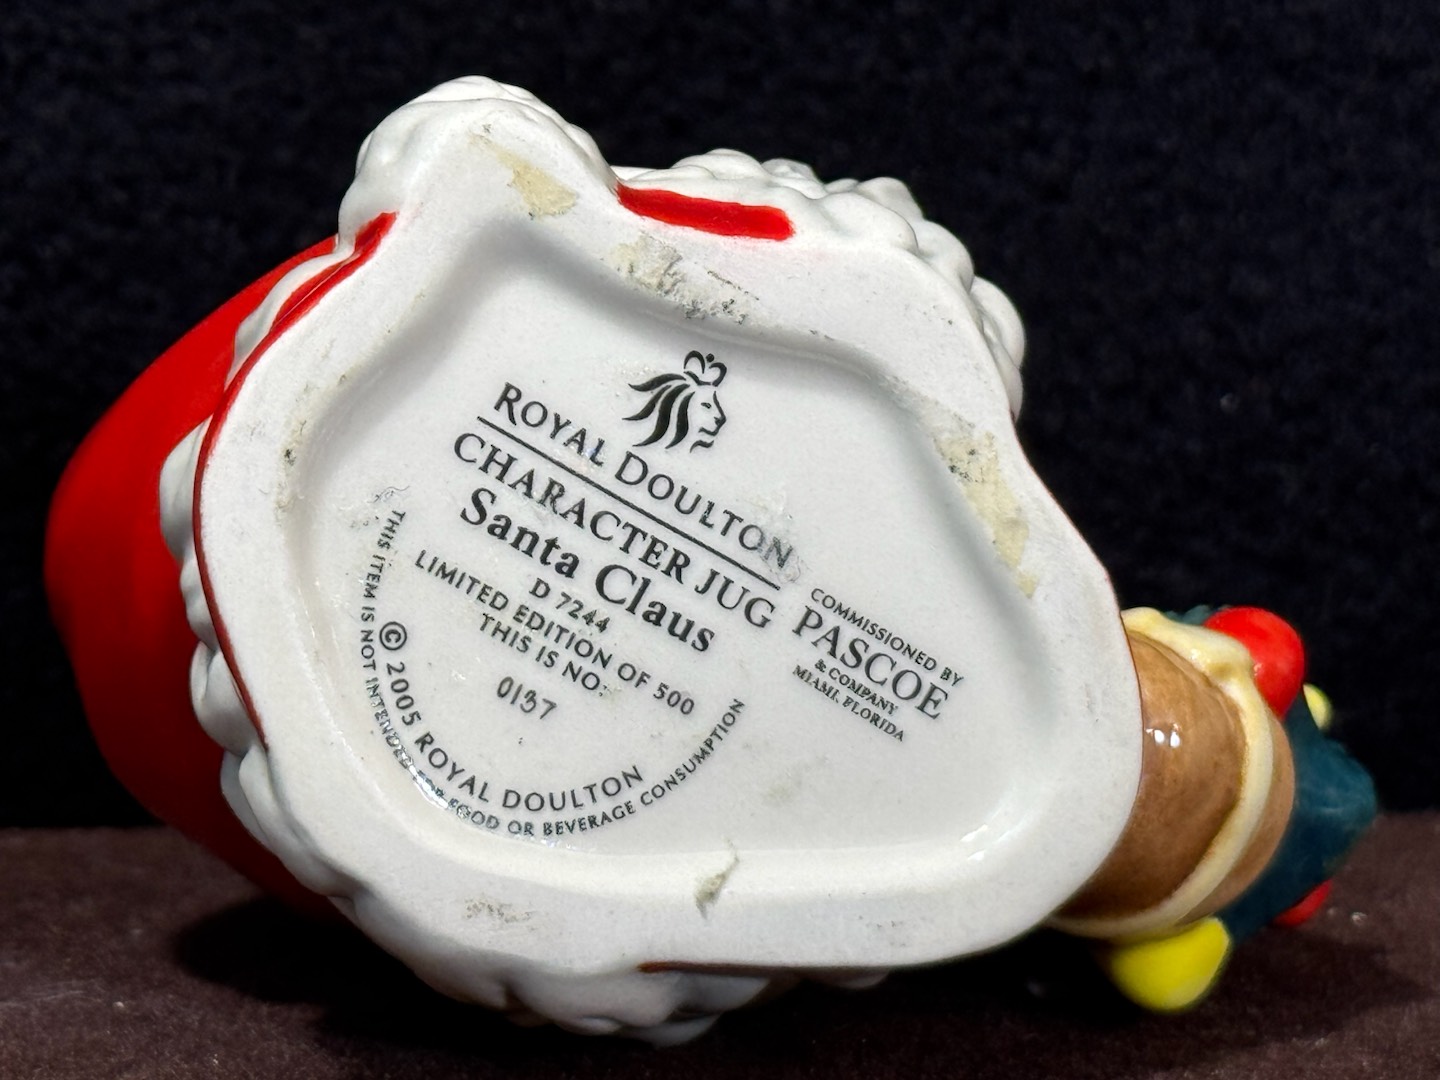 ROYAL DOULTON
CHARACTER JUG
Santa Claus
D 7244
LIMITED EDITION OF 500
THIS IS NO:
0137
© 2005 ROYAL DOULTON
THIS ITEM IS NOT INTENDED FOR FOOD OR BEVERAGE CONSUMPTION
COMMISSIONED BY
PASCOE
& COMPANY
MIAMI, FLORIDA